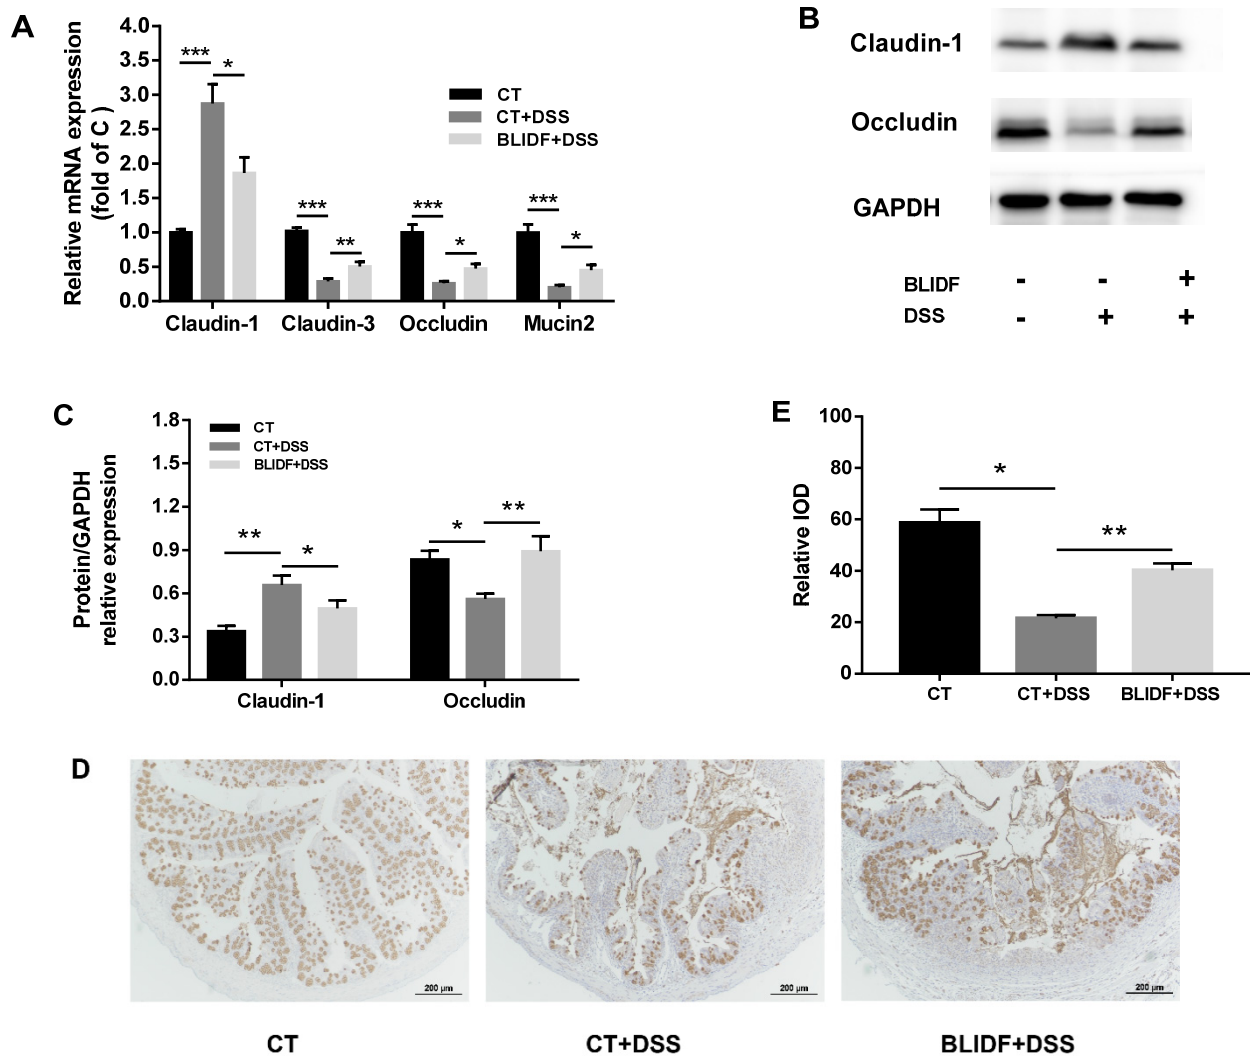 A
Relative mRNA expression
(fold of C )
4.0
3.5
3.0
2.5
2.0
1.5
1.0
0.5
0.0
*** *
*** **
*** *
*** *
CT
CT+DSS
BLIDF+DSS
Claudin-1 Claudin-3 Occludin Mucin2
B
Claudin-1
Occludin
GAPDH
BLIDF - - +
DSS - + +
C
Protein/GAPDH
relative expression
1.8
1.5
1.2
0.9
0.6
0.3
0.0
CT
CT+DSS
BLIDF+DSS
** *
* **
Claudin-1 Occludin
E
Relative IOD
100
80
60
40
20
0
*
**
CT CT+DSS BLIDF+DSS
D
200 μm 200 μm 200 μm
CT CT+DSS BLIDF+DSS